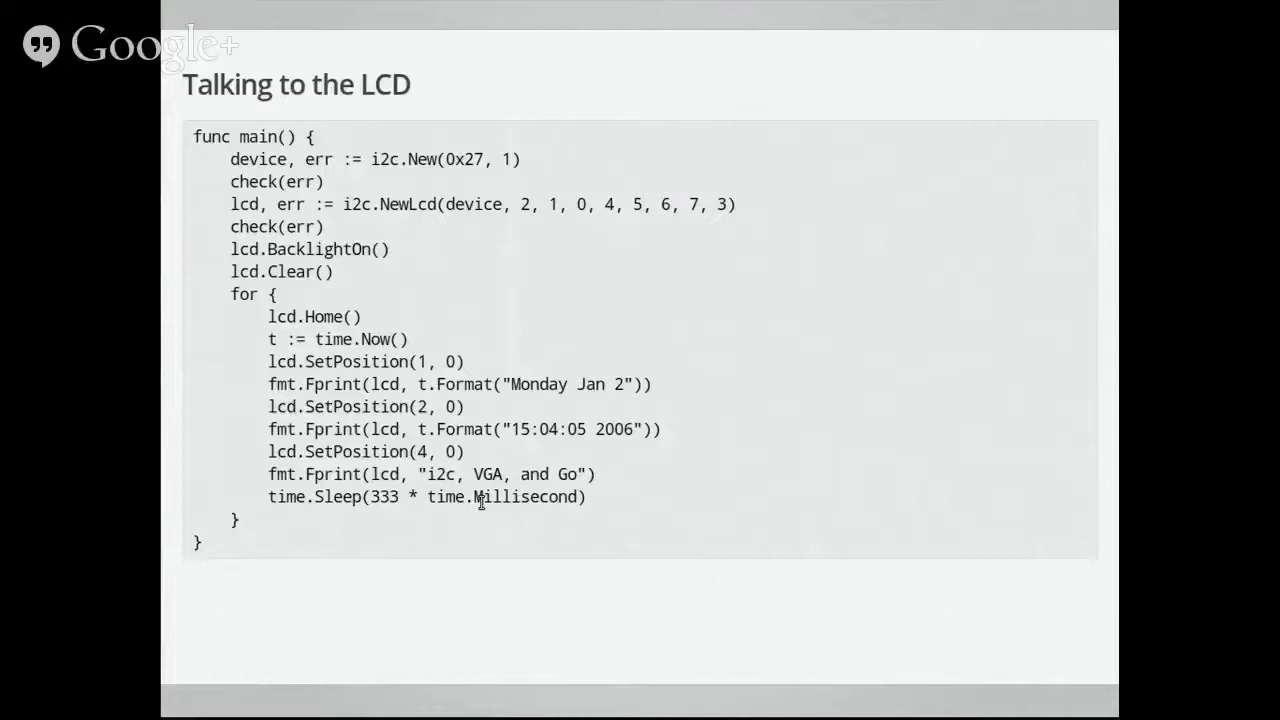 Google+
Talking to the LCD
func main() {
    device, err := i2c.New(0x27, 1)
    check(err)
    lcd, err := i2c.NewLcd(device, 2, 1, 0, 4, 5, 6, 7, 3)
    check(err)
    lcd.BacklightOn()
    lcd.Clear()
    for {
        lcd.Home()
        t := time.Now()
        lcd.SetPosition(1, 0)
        fmt.Fprint(lcd, t.Format("Monday Jan 2"))
        lcd.SetPosition(2, 0)
        fmt.Fprint(lcd, t.Format("15:04:05 2006"))
        lcd.SetPosition(4, 0)
        fmt.Fprint(lcd, "i2c, VGA, and Go")
        time.Sleep(333 * time.Millisecond)
    }
}